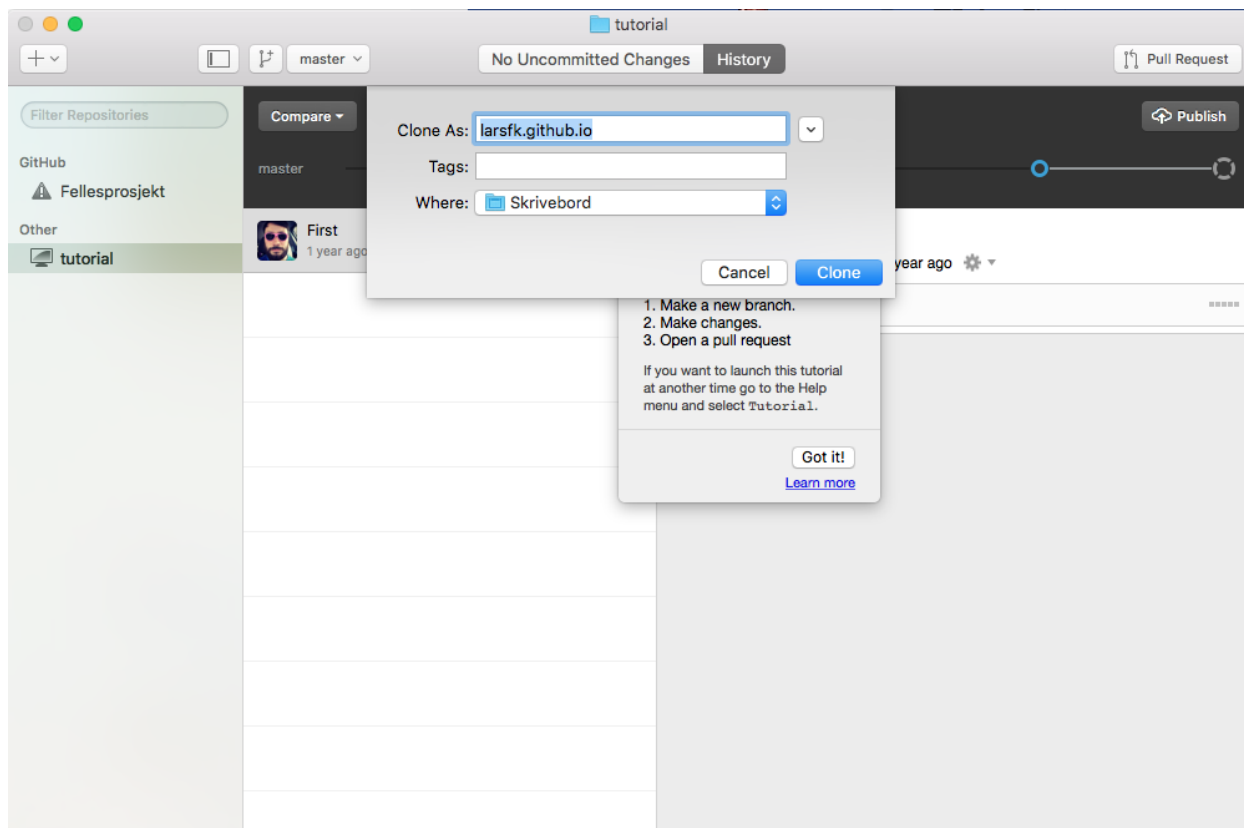 tutorial
master
No Uncommitted Changes
History
Pull Request
Filter Repositories
GitHub
Fellesprosjekt
Other
tutorial
Compare
Publish
master
Clone As: larsfk.github.io
Tags:
Where: Skrivebord
Cancel
Clone
First
1 year ago
year ago
1. Make a new branch.
2. Make changes.
3. Open a pull request
If you want to launch this tutorial
at another time go to the Help
menu and select Tutorial.
Got it!
Learn more